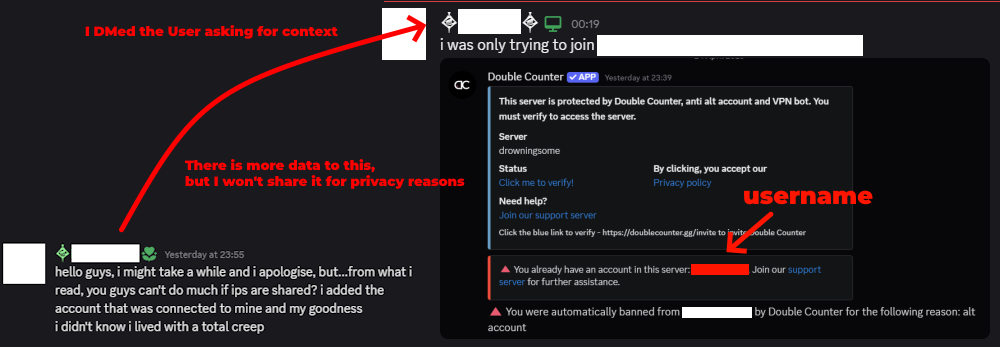 I DMed the User asking for context
00:19
i was only trying to join
Double Counter ✓ APP Yesterday at 23:39
This server is protected by Double Counter, anti alt account and VPN bot. You
must verify to access the server.
Server
drowningsome
Status By clicking, you accept our
Click me to verify! Privacy policy
Need help?
Join our support server
Click the blue link to verify - https://doublecounter.gg/invite to invite Double Counter
username
You already have an account in this server: Join our support
server for further assistance.
You were automatically banned from by Double Counter for the following reason: alt
account
There is more data to this,
but I won't share it for privacy reasons
Yesterday at 23:55
hello guys, i might take a while and i apologise, but...from what i
read, you guys can't do much if ips are shared? i added the
account that was connected to mine and my goodness
i didn't know i lived with a total creep